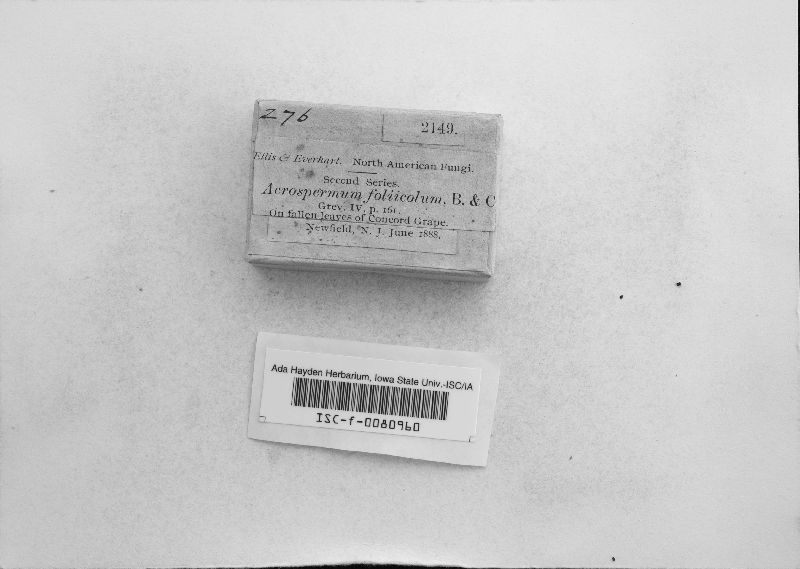 276
2149.
Ellis & Everhart. North American Fungi.
Second Series.
Acrospermum foliicolum, B. & C
Grev. IV, p. 161.
On fallen leaves of Concord Grape.
Newfield, N. J. June 1888.
Ada Hayden Herbarium, Iowa State Univ.-ISC/IA
ISC-f-0080960